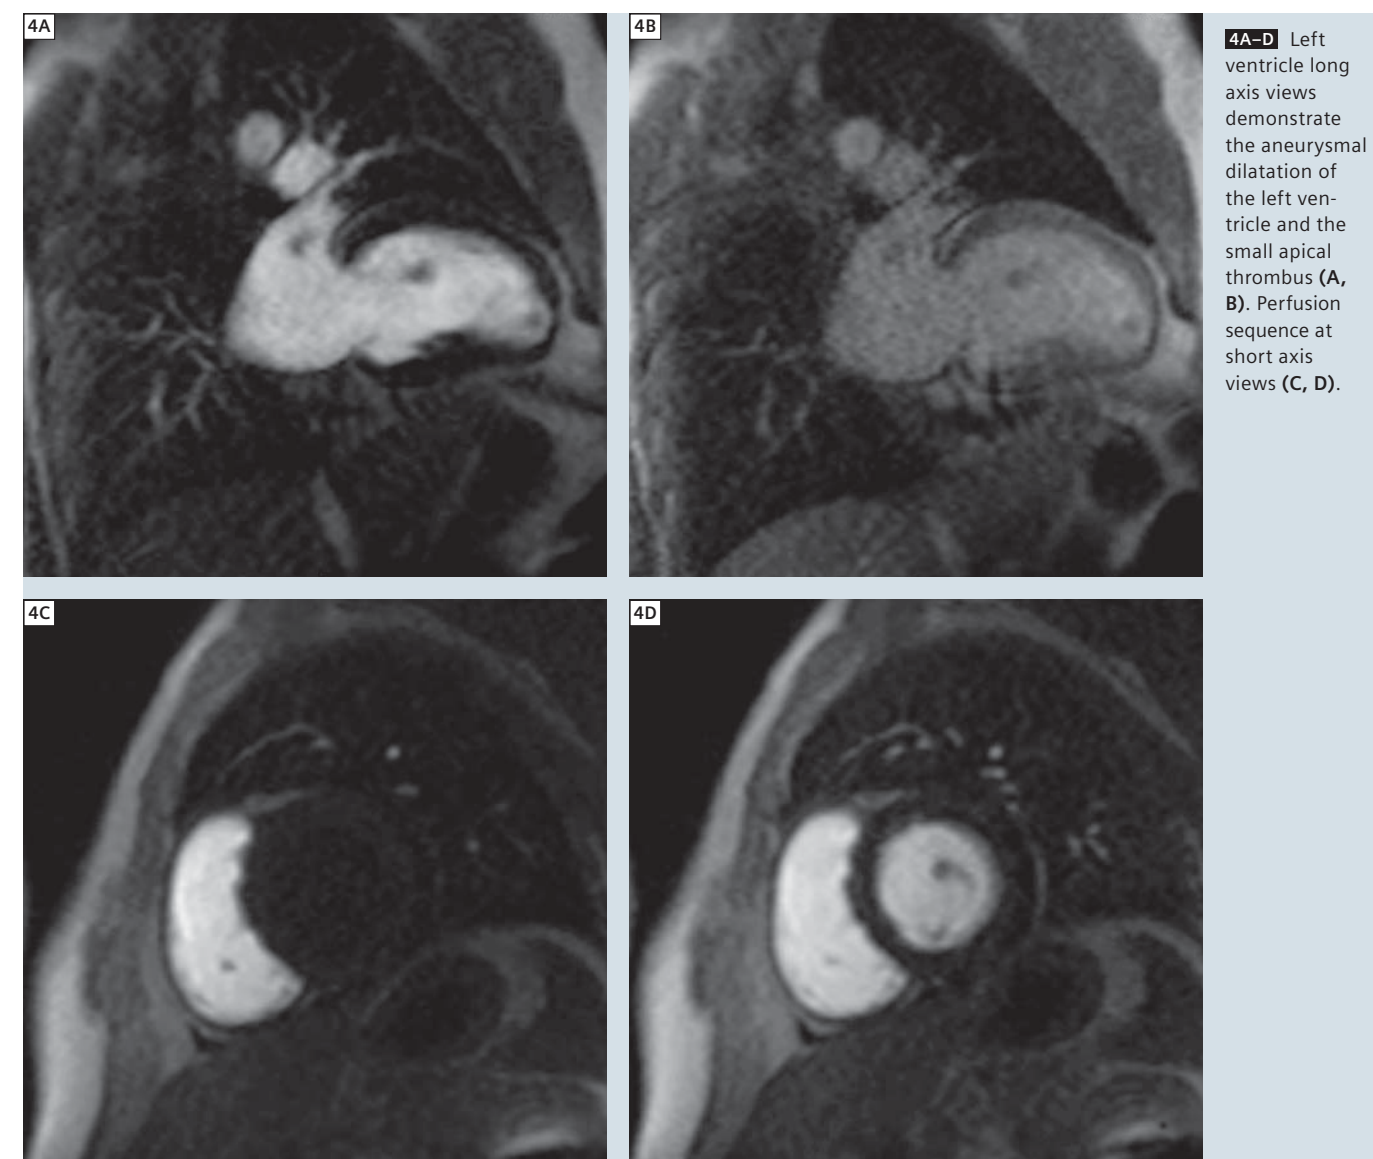 4A
4B
4A–D Left
ventricle long
axis views
demonstrate
the aneurysmal
dilatation of
the left ven-
tricle and the
small apical
thrombus (A,
B). Perfusion
sequence at
short axis
views (C, D).
4C
4D